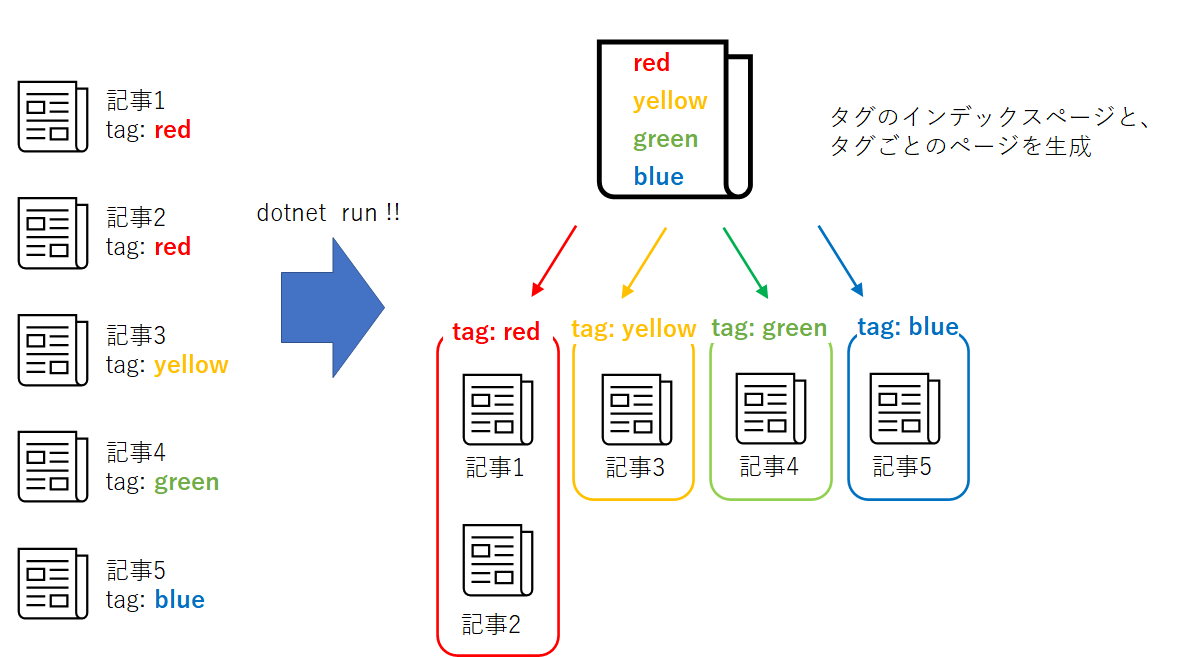 記事1
tag: red
記事2
tag: red
記事3
tag: yellow
記事4
tag: green
記事5
tag: blue
dotnet run !!
red
yellow
green
blue
タグのインデックスページと、
タグごとのページを生成
tag: red
記事1
記事2
tag: yellow
記事3
tag: green
記事4
tag: blue
記事5